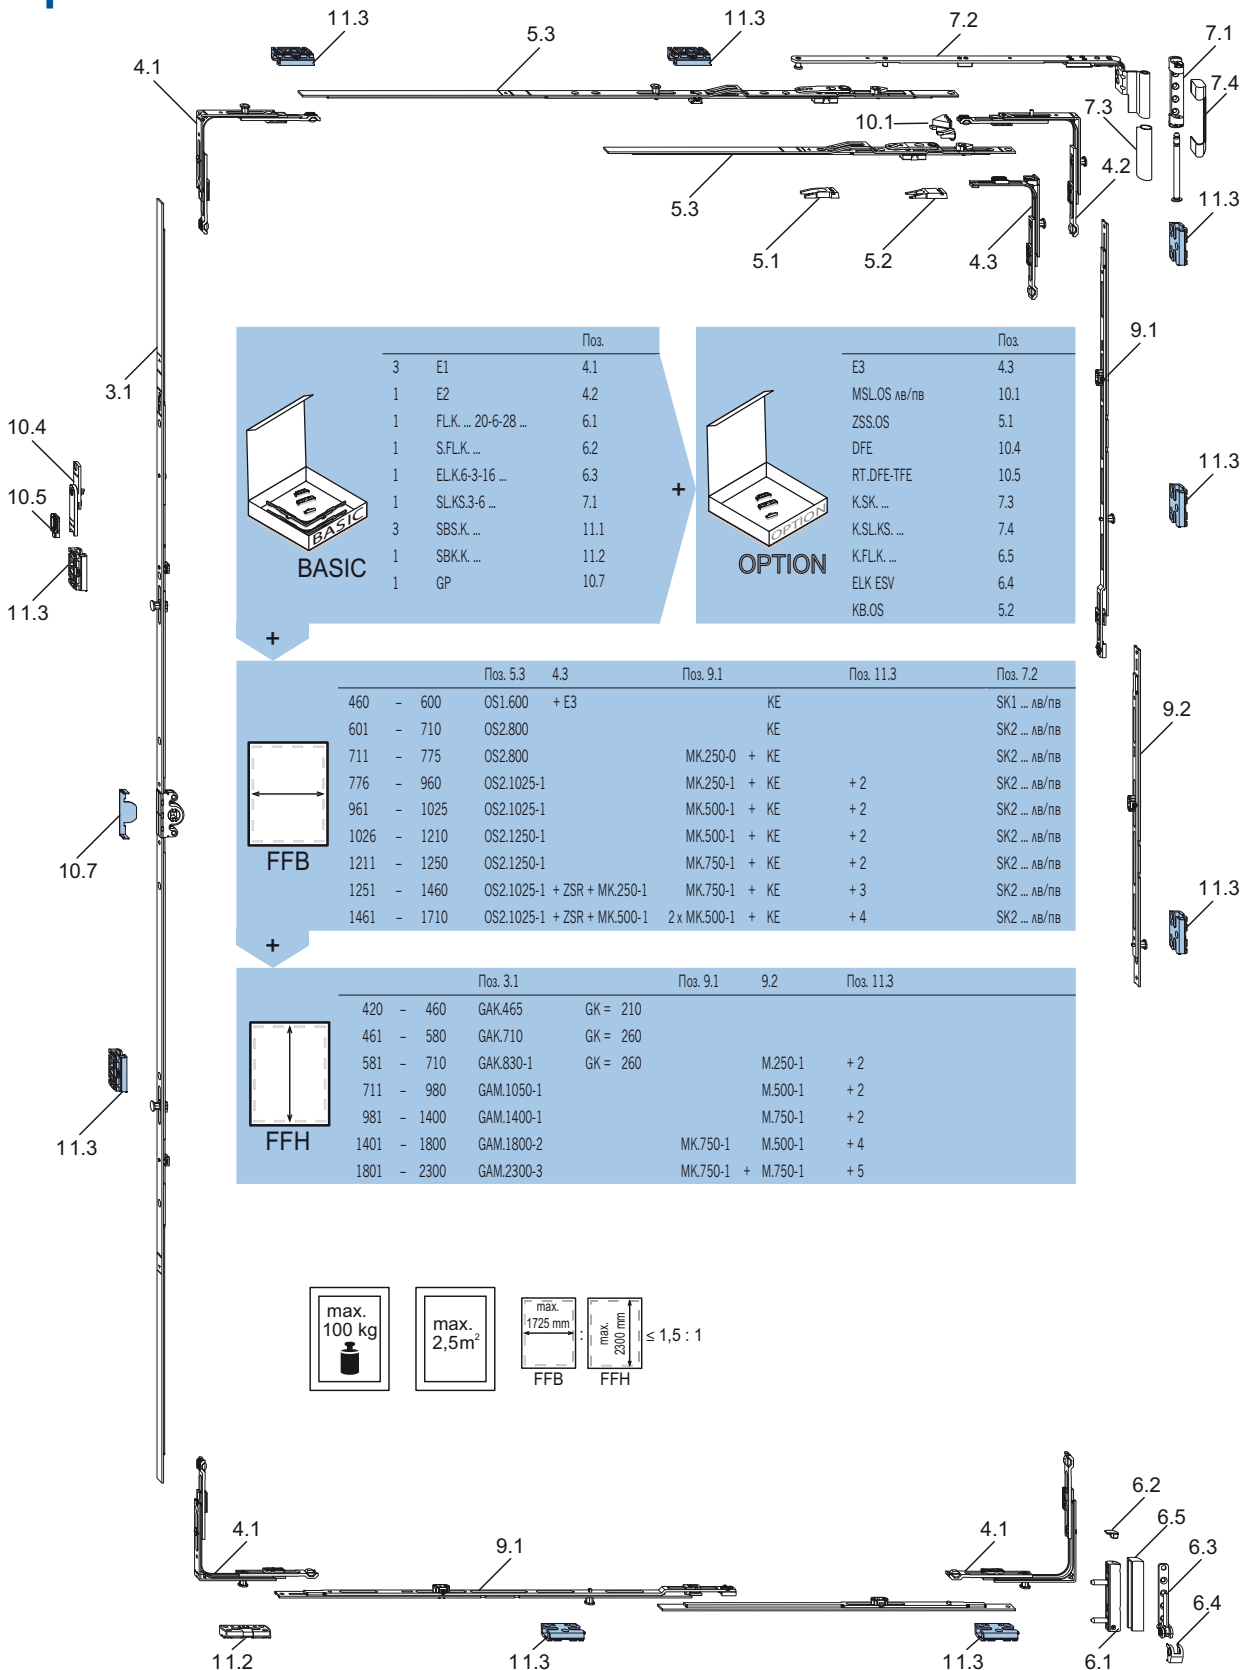 11.3
11.3
7.2
7.1
5.3
4.1
7.4
7.3
10.1
4.2
5.3
11.3
5.1
5.2
4.3
9.1
3.1
10.4
10.5
11.3
11.3
Поз.
3 E1 4.1
1 E2 4.2
1 FL.K. ... 20-6-28 ... 6.1
1 S.FL.K. ... 6.2
1 EL.K.6-3-16 ... 6.3
1 SL.KS.3-6 ... 7.1
3 SBS.K. ... 11.1
1 SBK.K. ... 11.2
1 GP 10.7
BASIC
BASIC
+
Поз.
E3 4.3
MSL.OS лв/пв 10.1
ZSS.OS 5.1
DFE 10.4
RT.DFE-TFE 10.5
K.SK. ... 7.3
K.SL.KS. ... 7.4
K.FL.K. ... 6.5
ELK ESV 6.4
KB.OS 5.2
OPTION
OPTION
+
Поз. 5.3 4.3 Поз. 9.1 Поз. 11.3 Поз. 7.2
460 – 600 OS1.600 + E3 KE SK1 ... лв/пв
601 – 710 OS2.800 KE SK2 ... лв/пв
711 – 775 OS2.800 MK.250-0 + KE SK2 ... лв/пв
776 – 960 OS2.1025-1 MK.250-1 + KE + 2 SK2 ... лв/пв
961 – 1025 OS2.1025-1 MK.500-1 + KE + 2 SK2 ... лв/пв
1026 – 1210 OS2.1250-1 MK.500-1 + KE + 2 SK2 ... лв/пв
1211 – 1250 OS2.1250-1 MK.750-1 + KE + 2 SK2 ... лв/пв
1251 – 1460 OS2.1025-1 + ZSR + MK.250-1 MK.750-1 + KE + 3 SK2 ... лв/пв
1461 – 1710 OS2.1025-1 + ZSR + MK.500-1 2 x MK.500-1 + KE + 4 SK2 ... лв/пв
FFB
9.2
10.7
11.3
+
Поз. 3.1 Поз. 9.1 9.2 Поз. 11.3
420 – 460 GAK.465 GK = 210
461 – 580 GAK.710 GK = 260
581 – 710 GAK.830-1 GK = 260 M.250-1 + 2
711 – 980 GAM.1050-1 M.500-1 + 2
981 – 1400 GAM.1400-1 M.750-1 + 2
1401 – 1800 GAM.1800-2 MK.750-1 M.500-1 + 4
1801 – 2300 GAM.2300-3 MK.750-1 + M.750-1 + 5
FFH
11.3
max.
100 kg
max.
2,5m²
max.
1725 mm
FFB
:
max.
2300 mm
FFH
≤ 1,5 : 1
4.1
9.1
4.1
6.2
6.5
6.3
6.4
11.2
11.3
11.3
6.1